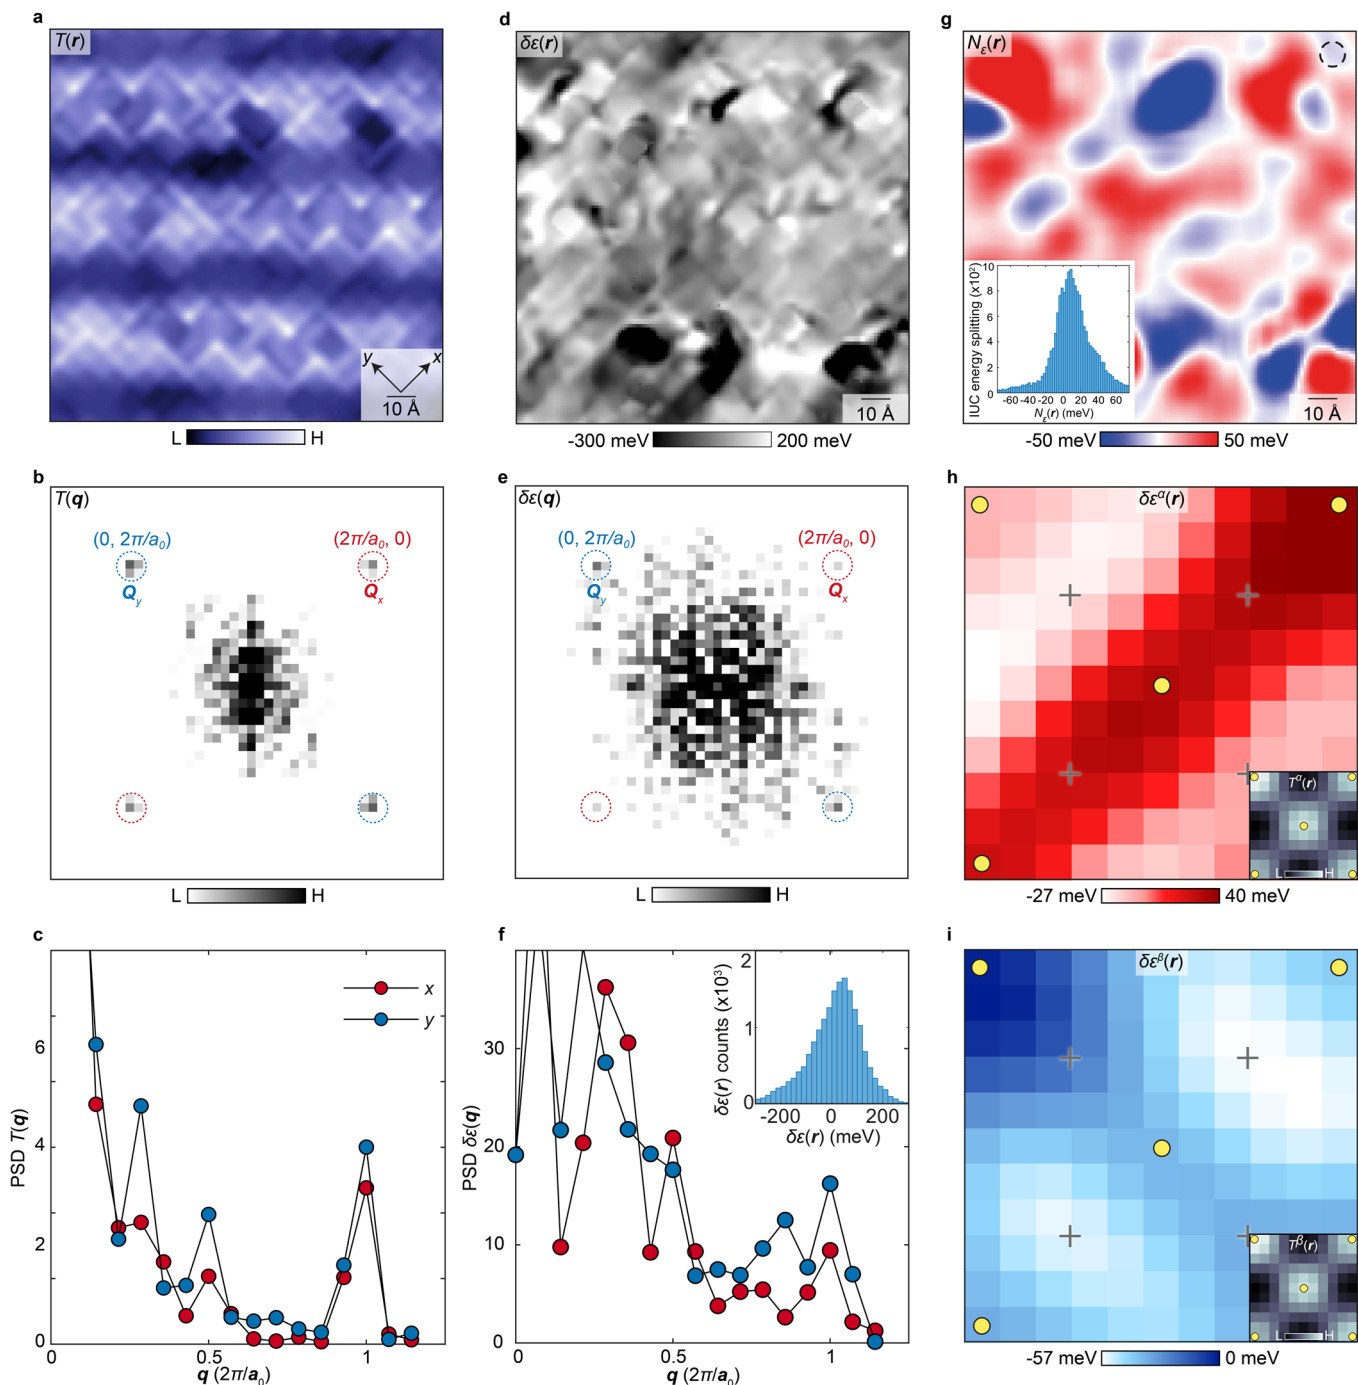 a
T(r)
y
x
10 Å
L
H
b
T(q)
(0, 2π/a₀)
(2π/a₀, 0)
Qy
Qx
L
H
c
x
y
6
4
2
0
PSD T(q)
0
0.5
1
q (2π/a₀)
d
δε(r)
10 Å
-300 meV
200 meV
e
δε(q)
(0, 2π/a₀)
(2π/a₀, 0)
Qy
Qx
L
H
f
30
20
10
0
PSD δε(q)
0
0.5
1
q (2π/a₀)
2
1
0
δε(r) counts (x10³)
-200
0
200
δε(r) (meV)
g
Nε(r)
10
8
6
4
2
0
IUC energy splitting (x10²)
-60
-40
-20
0
20
40
60
Nε(r) (meV)
10 Å
-50 meV
50 meV
h
δεᵅ(r)
Tᵅ(r)
L
H
-27 meV
40 meV
i
δεᵝ(r)
Tᵝ(r)
L
H
-57 meV
0 meV